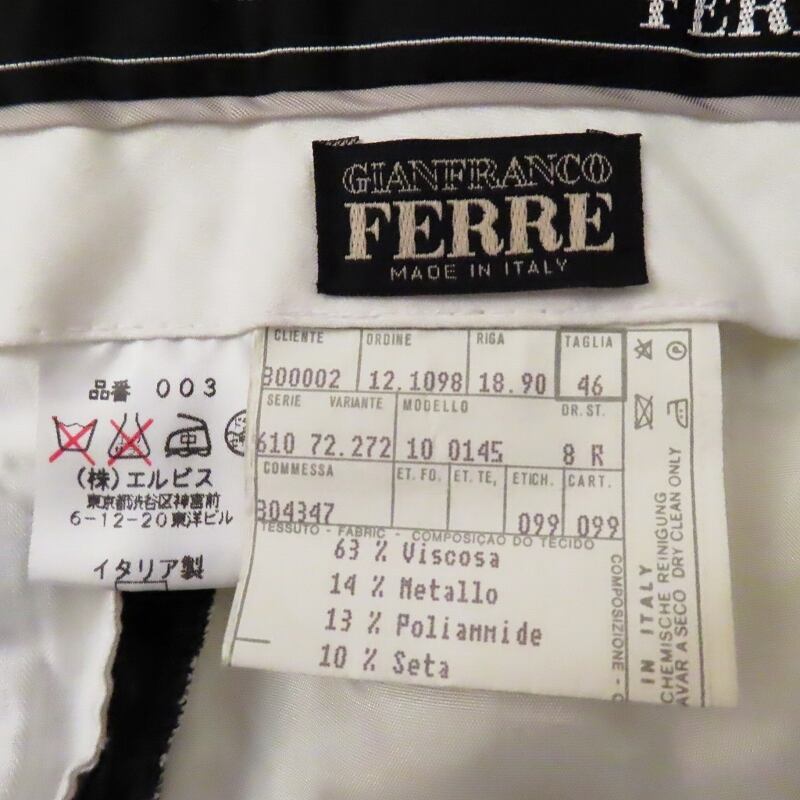 FER
GIANFRANCO
FERRE
MADE IN ITALY
品番 003
(株)エルビス
東京都渋谷区神宮前
6-12-20東洋ビル
イタリア製
CLIENTE ORDINE RIGA TAGLIA
800002 12.1098 18.90 46
SERIE VARIANTE MODELLO DR.ST.
610 72.272 10 0145 8 R
COMMESSA ET. FO. ET. TE, ETICH. CART.
804347 099 099
TESSUTO - FABRIC - COMPOSIÇAO DO TECIDO
63 % Viscosa
14 % Metallo
13 % Poliammide
10 % Seta
COMPOSIZIONE -
IN ITALY
CHEMISCHE REINIGUNG
LAVAR A SECO DRY CLEAN ONLY